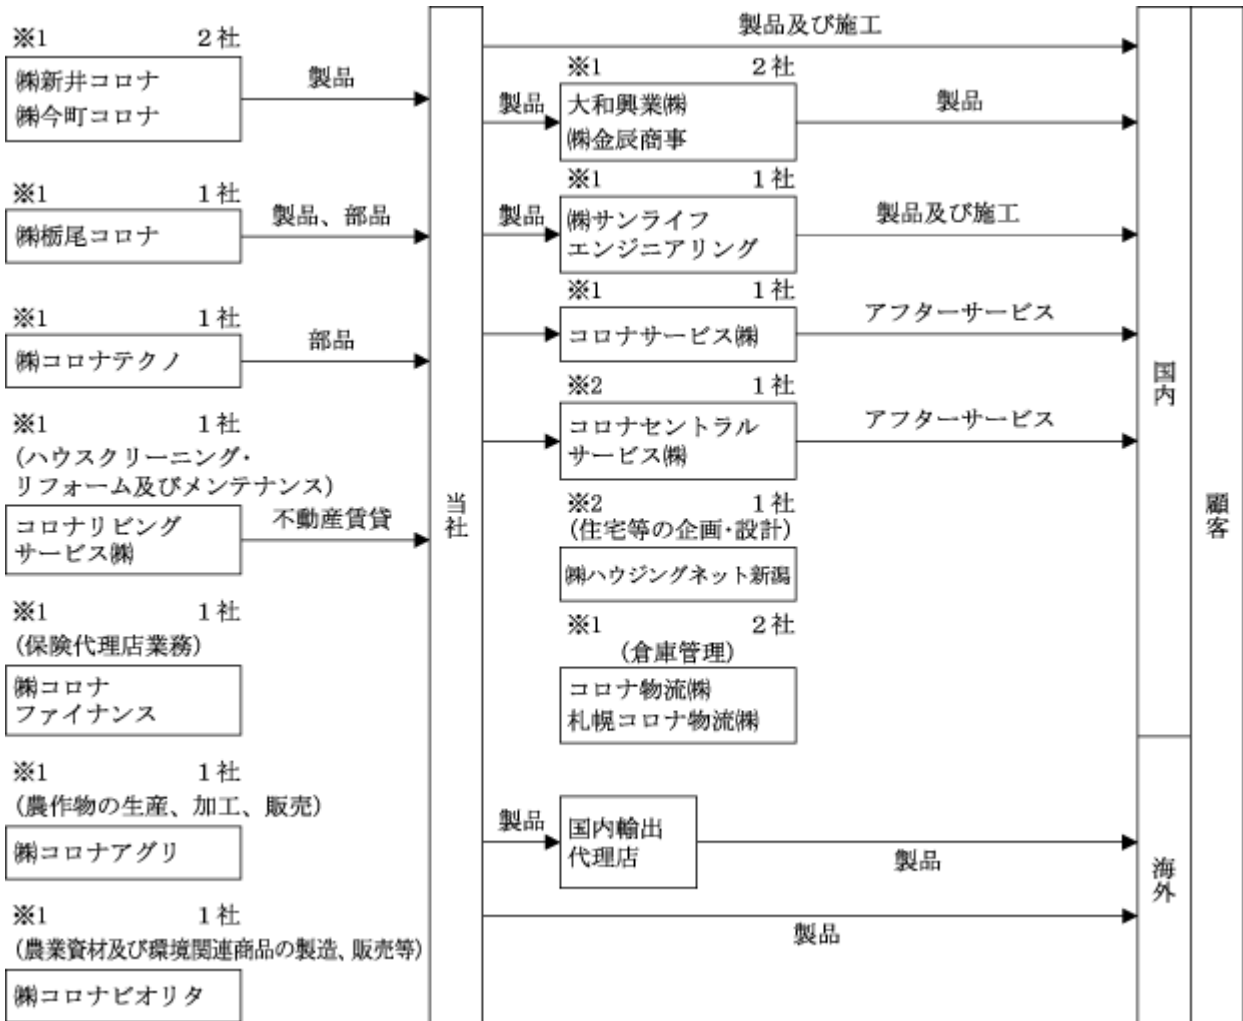 ※1 2社
㈱新井コロナ
㈱今町コロナ
製品
※1 1社
㈱栃尾コロナ
製品、部品
※1 1社
㈱コロナテクノ
部品
※1 1社
(ハウスクリーニング・
リフォーム及びメンテナンス)
コロナリビング
サービス㈱
不動産賃貸
※1 1社
(保険代理店業務)
㈱コロナ
ファイナンス
※1 1社
(農作物の生産、加工、販売)
㈱コロナアグリ
※1 1社
(農業資材及び環境関連商品の製造、販売等)
㈱コロナビオリタ
当社
製品及び施工
※1 2社
製品
大和興業㈱
㈱金辰商事
製品
※1 1社
製品
㈱サンライフ
エンジニアリング
製品及び施工
※1 1社
コロナサービス㈱
アフターサービス
※2 1社
コロナセントラル
サービス㈱
アフターサービス
※2 1社
(住宅等の企画・設計)
㈱ハウジングネット新潟
※1 2社
(倉庫管理)
コロナ物流㈱
札幌コロナ物流㈱
製品
国内輸出
代理店
製品
製品
国内
海外
顧客